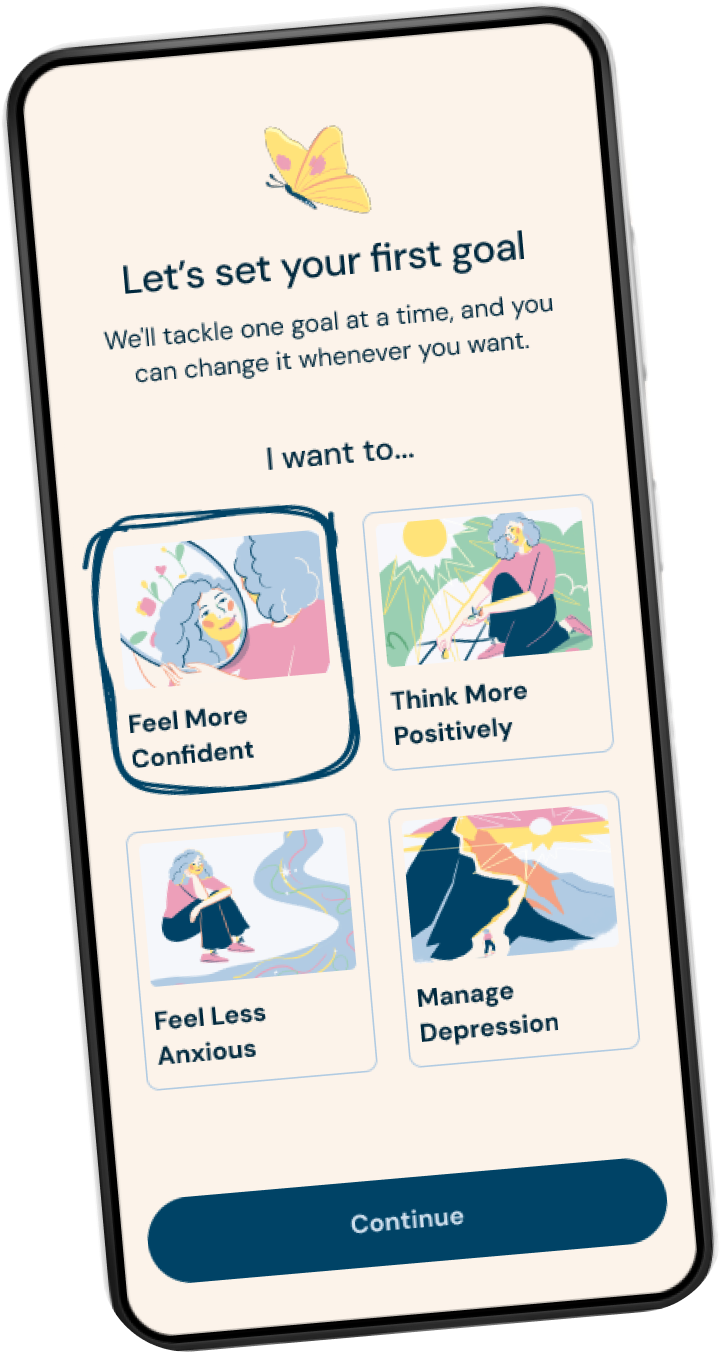 Let's set your first goal
We'll tackle one goal at a time, and you
can change it whenever you want.
I want to...
Feel More
Confident
Think More
Positively
Feel Less
Anxious
Manage
Depression
Continue